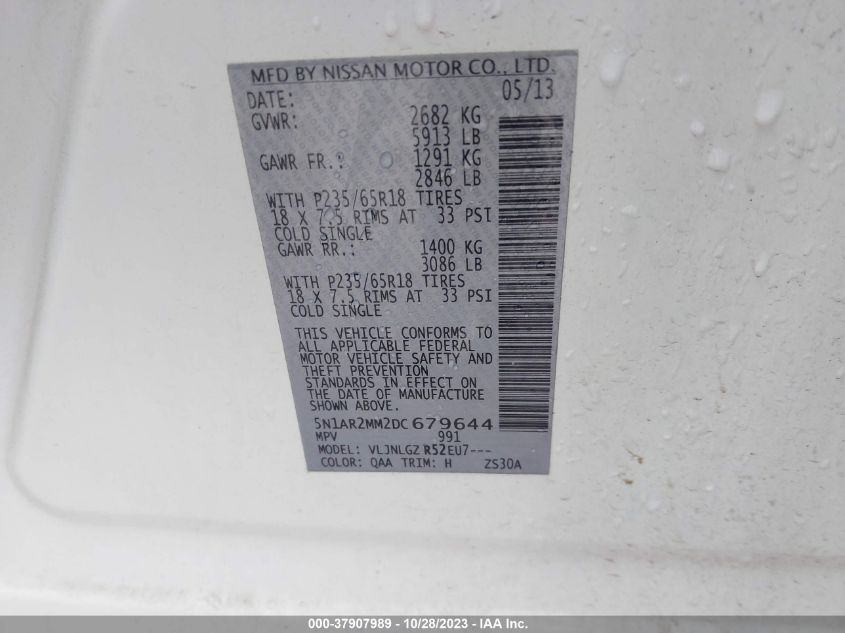 MFD BY NISSAN MOTOR CO., LTD.
DATE: 05/13
GVWR: 2682 KG
5913 LB
GAWR FR.: 1291 KG
2846 LB
WITH P235/65R18 TIRES
18 X 7.5 RIMS AT 33 PSI
COLD SINGLE
GAWR RR.: 1400 KG
3086 LB
WITH P235/65R18 TIRES
18 X 7.5 RIMS AT 33 PSI
COLD SINGLE
THIS VEHICLE CONFORMS TO
ALL APPLICABLE FEDERAL
MOTOR VEHICLE SAFETY AND
THEFT PREVENTION
STANDARDS IN EFFECT ON
THE DATE OF MANUFACTURE
SHOWN ABOVE.
5N1AR2MM2DC679644
MPV 991
MODEL: VLJNLGZ R52EU7---
COLOR: QAA TRIM: H ZS30A
000-37907989 | 10/28/2023 - IAA Inc.